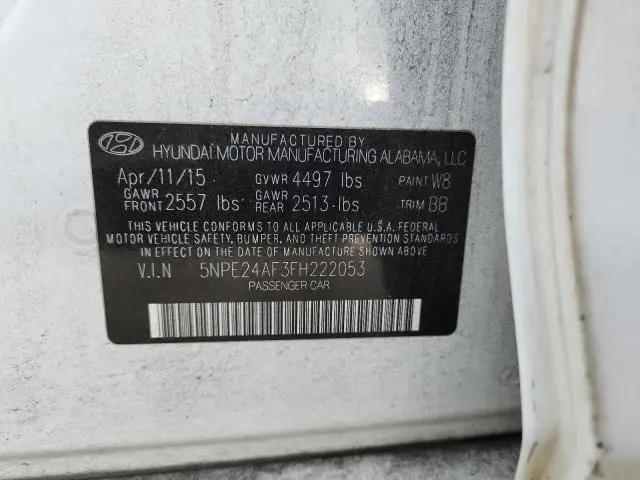 MANUFACTURED BY
HYUNDAI MOTOR MANUFACTURING ALABAMA, LLC
Apr/11/15 GVWR 4497 lbs PAINT W8
GAWR FRONT 2557 lbs GAWR REAR 2513 lbs TRIM BB
THIS VEHICLE CONFORMS TO ALL APPLICABLE U.S.A. FEDERAL
MOTOR VEHICLE SAFETY, BUMPER, AND THEFT PREVENTION STANDARDS
IN EFFECT ON THE DATE OF MANUFACTURE SHOWN ABOVE
V.I.N 5NPE24AF3FH222053
PASSENGER CAR